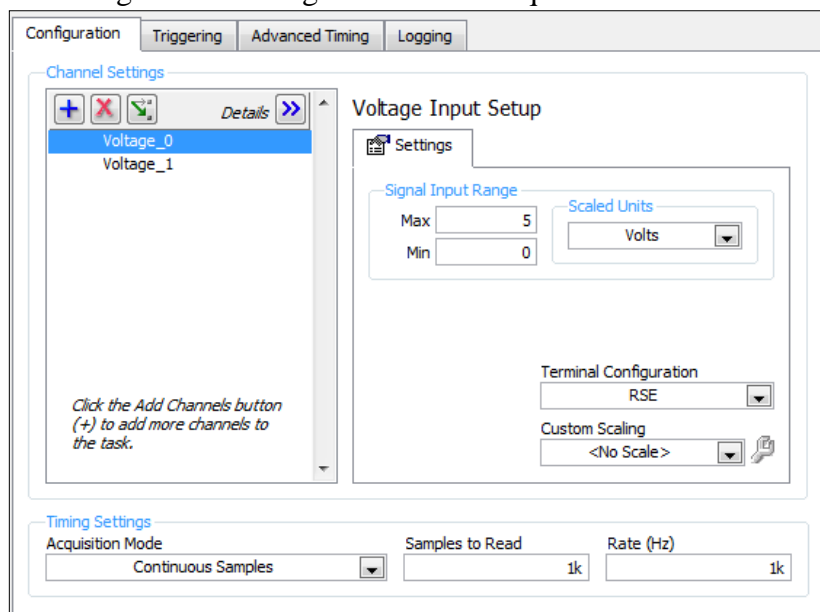 Configuration Triggering Advanced Timing Logging
Channel Settings
Details
Voltage_0
Voltage_1
Click the Add Channels button
(+) to add more channels to
the task.
Voltage Input Setup
Settings
Signal Input Range
Max 5
Min 0
Scaled Units
Volts
Terminal Configuration
RSE
Custom Scaling
<No Scale>
Timing Settings
Acquisition Mode
Continuous Samples
Samples to Read
1k
Rate (Hz)
1k